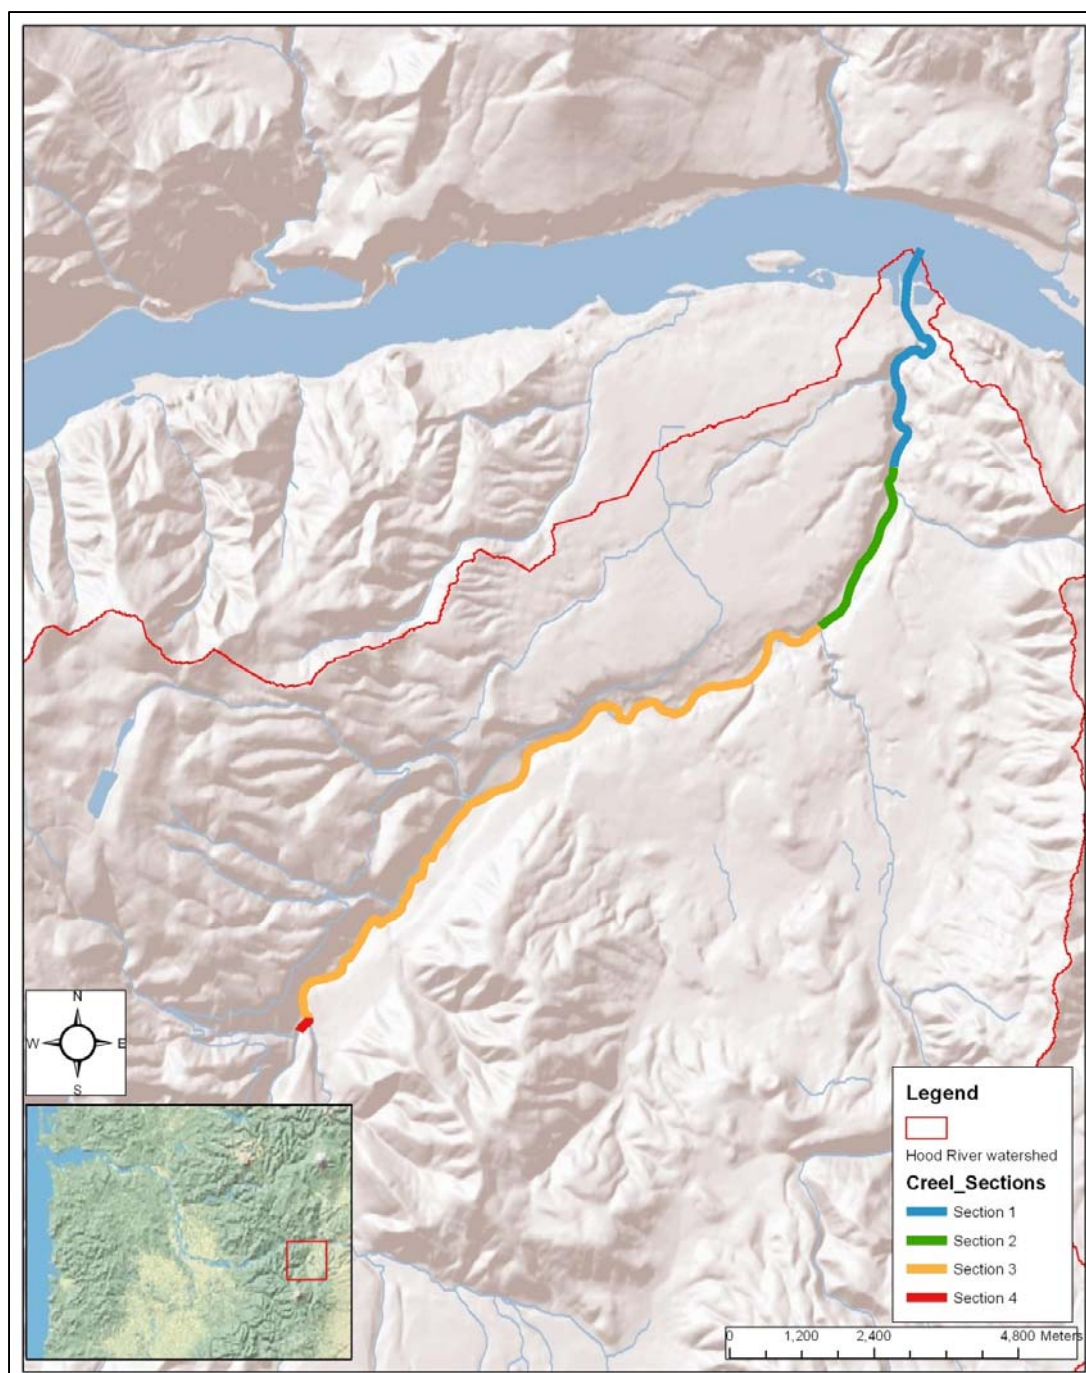 N
W E
S
Legend
Hood River watershed
Creel_Sections
Section 1
Section 2
Section 3
Section 4
0 1,200 2,400 4,800 Meters